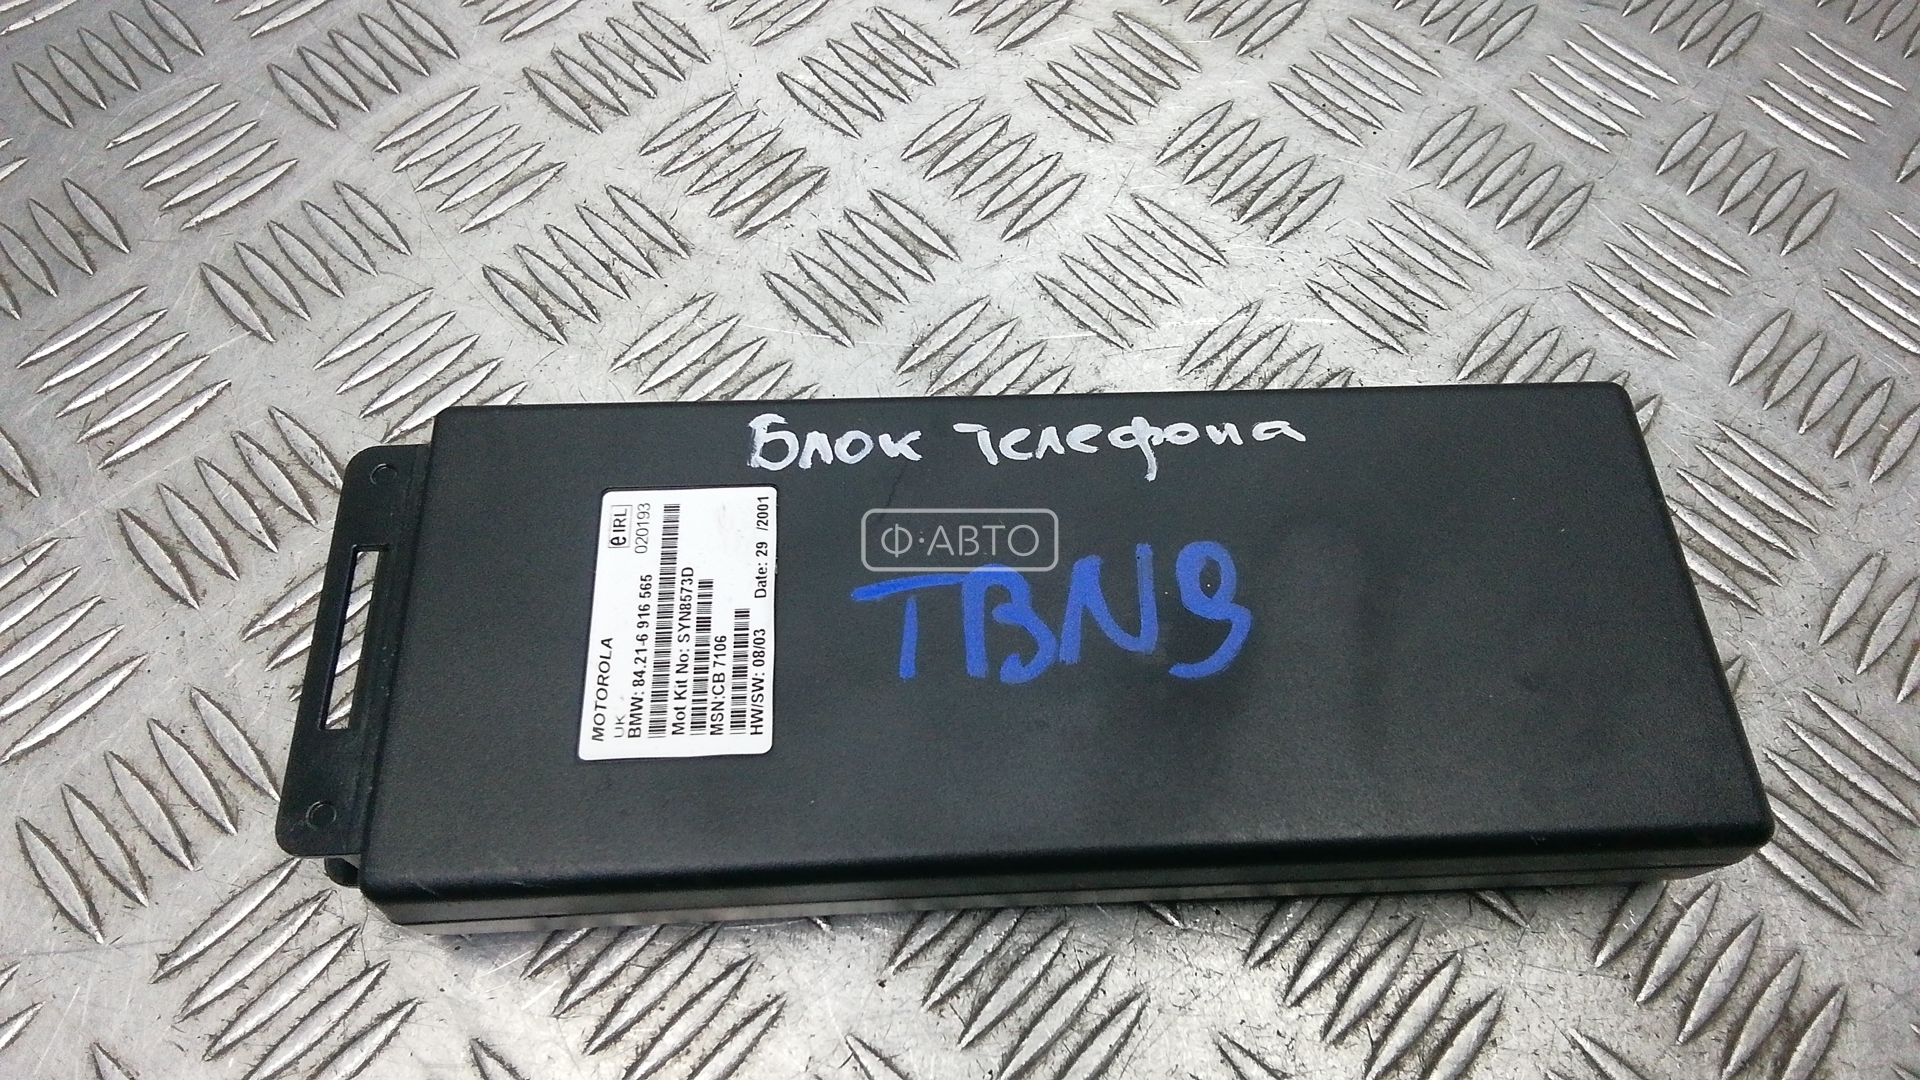 Блок телефона
Ф·АВТО
TBN9
MOTOROLA
UK
e IRL
BMW: 84.21-6 916 565
020193
Mot Kit No: SYN8573D
MSN:CB 7106
HW/SW: 08/03
Date: 29 /2001